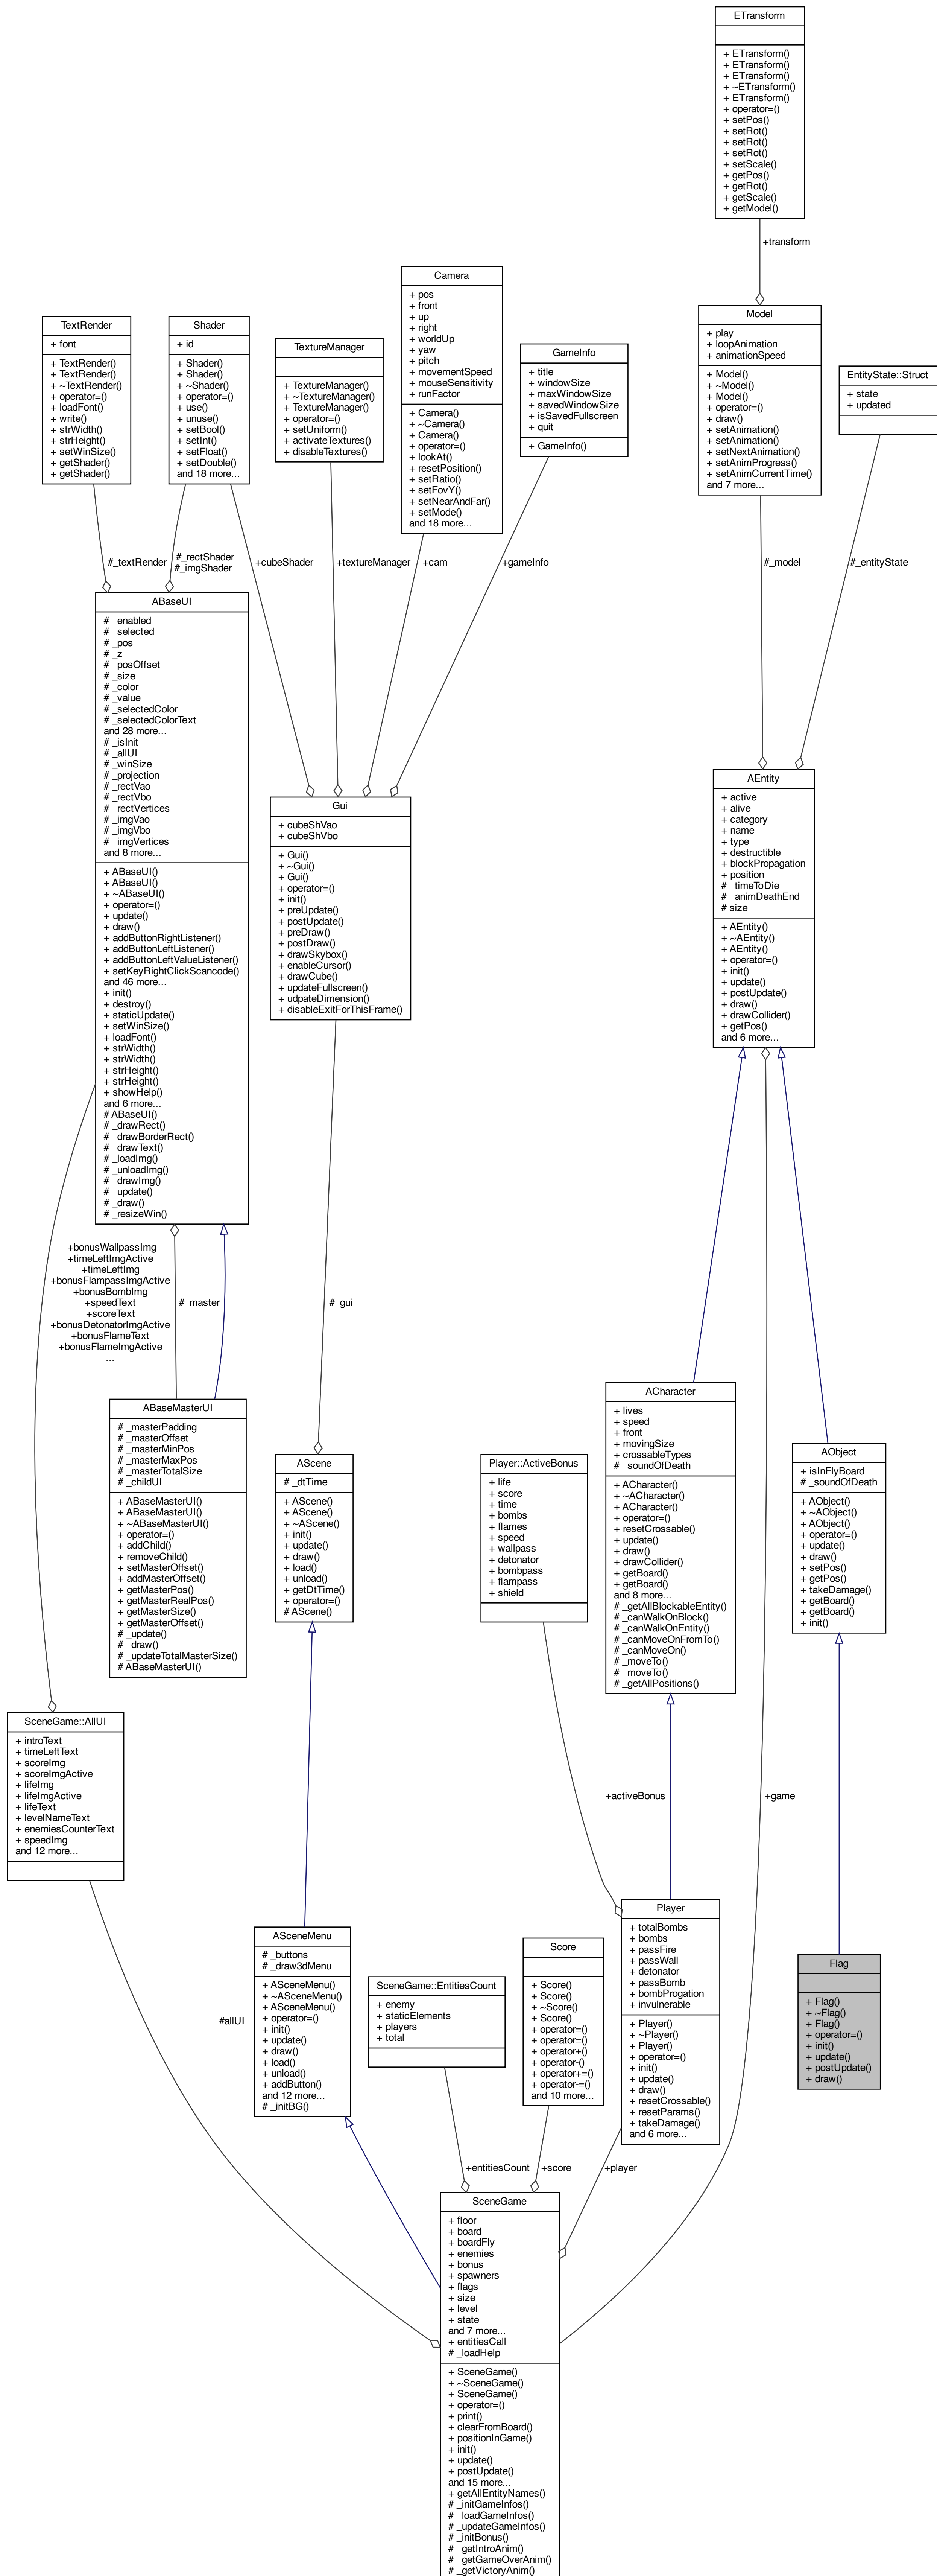 ETransform
+ ETransform()
+ ETransform()
+ ETransform()
+ ~ETransform()
+ ETransform()
+ operator=()
+ setPos()
+ setRot()
+ setRot()
+ setRot()
+ setScale()
+ getPos()
+ getRot()
+ getScale()
+ getModel()
+transform
Camera
+ pos
+ front
+ up
+ right
+ worldUp
+ yaw
+ pitch
+ movementSpeed
+ mouseSensitivity
+ runFactor
+ Camera()
+ ~Camera()
+ Camera()
+ operator=()
+ lookAt()
+ resetPosition()
+ setRatio()
+ setFovY()
+ setNearAndFar()
+ setMode()
and 18 more...
Model
+ play
+ loopAnimation
+ animationSpeed
+ Model()
+ ~Model()
+ Model()
+ operator=()
+ draw()
+ setAnimation()
+ setAnimation()
+ setNextAnimation()
+ setAnimProgress()
+ setAnimCurrentTime()
and 7 more...
TextRender
+ font
+ TextRender()
+ TextRender()
+ ~TextRender()
+ operator=()
+ loadFont()
+ write()
+ strWidth()
+ strHeight()
+ setWinSize()
+ getShader()
+ getShader()
Shader
+ id
+ Shader()
+ Shader()
+ ~Shader()
+ operator=()
+ use()
+ unuse()
+ setBool()
+ setInt()
+ setFloat()
+ setDouble()
and 18 more...
TextureManager
+ TextureManager()
+ ~TextureManager()
+ TextureManager()
+ operator=()
+ setUniform()
+ activateTextures()
+ disableTextures()
GameInfo
+ title
+ windowSize
+ maxWindowSize
+ savedWindowSize
+ isSavedFullscreen
+ quit
+ GameInfo()
EntityState::Struct
+ state
+ updated
#_textRender
#_rectShader
#_imgShader
+cubeShader
+textureManager
+cam
+gameInfo
#_model
#_entityState
ABaseUI
# _enabled
# _selected
# _pos
# _z
# _posOffset
# _size
# _color
# _value
# _selectedColor
# _selectedColorText
and 28 more...
# _isInit
# _allUI
# _winSize
# _projection
# _rectVao
# _rectVbo
# _rectVertices
# _imgVao
# _imgVbo
# _imgVertices
and 8 more...
+ ABaseUI()
+ ABaseUI()
+ ~ABaseUI()
+ operator=()
+ update()
+ draw()
+ addButtonRightListener()
+ addButtonLeftListener()
+ addButtonLeftValueListener()
+ setKeyRightClickScancode()
and 46 more...
+ init()
+ destroy()
+ staticUpdate()
+ setWinSize()
+ loadFont()
+ strWidth()
+ strWidth()
+ strHeight()
+ strHeight()
+ showHelp()
and 6 more...
# ABaseUI()
# _drawRect()
# _drawBorderRect()
# _drawText()
# _loadImg()
# _unloadImg()
# _drawImg()
# _update()
# _draw()
# _resizeWin()
Gui
+ cubeShVao
+ cubeShVbo
+ Gui()
+ ~Gui()
+ Gui()
+ operator=()
+ init()
+ preUpdate()
+ postUpdate()
+ preDraw()
+ postDraw()
+ drawSkybox()
+ enableCursor()
+ drawCube()
+ updateFullscreen()
+ udpateDimension()
+ disableExitForThisFrame()
AEntity
+ active
+ alive
+ category
+ name
+ type
+ destructible
+ blockPropagation
+ position
# _timeToDie
# _animDeathEnd
# size
+ AEntity()
+ ~AEntity()
+ AEntity()
+ operator=()
+ init()
+ update()
+ postUpdate()
+ draw()
+ drawCollider()
+ getPos()
and 6 more...
+bonusWallpassImg
+timeLeftImgActive
+timeLeftImg
+bonusFlampassImgActive
+bonusBombImg
+speedText
+scoreText
+bonusDetonatorImgActive
+bonusFlameText
+bonusFlameImgActive
...
#_master
#_gui
ABaseMasterUI
# _masterPadding
# _masterOffset
# _masterMinPos
# _masterMaxPos
# _masterTotalSize
# _childUI
+ ABaseMasterUI()
+ ABaseMasterUI()
+ ~ABaseMasterUI()
+ operator=()
+ addChild()
+ removeChild()
+ setMasterOffset()
+ addMasterOffset()
+ getMasterPos()
+ getMasterRealPos()
+ getMasterSize()
+ getMasterOffset()
# _update()
# _draw()
# _updateTotalMasterSize()
# ABaseMasterUI()
AScene
# _dtTime
+ AScene()
+ AScene()
+ ~AScene()
+ init()
+ update()
+ draw()
+ load()
+ unload()
+ getDtTime()
+ operator=()
# AScene()
Player::ActiveBonus
+ life
+ score
+ time
+ bombs
+ flames
+ speed
+ wallpass
+ detonator
+ bombpass
+ flampass
+ shield
ACharacter
+ lives
+ speed
+ front
+ movingSize
+ crossableTypes
# _soundOfDeath
+ ACharacter()
+ ~ACharacter()
+ ACharacter()
+ operator=()
+ resetCrossable()
+ update()
+ draw()
+ drawCollider()
+ getBoard()
+ getBoard()
and 8 more...
# _getAllBlockableEntity()
# _canWalkOnBlock()
# _canWalkOnEntity()
# _canMoveOnFromTo()
# _canMoveOn()
# _moveTo()
# _moveTo()
# _getAllPositions()
AObject
+ isInFlyBoard
# _soundOfDeath
+ AObject()
+ ~AObject()
+ AObject()
+ operator=()
+ update()
+ draw()
+ setPos()
+ getPos()
+ takeDamage()
+ getBoard()
+ getBoard()
+ init()
SceneGame::AllUI
+ introText
+ timeLeftText
+ scoreImg
+ scoreImgActive
+ lifeImg
+ lifeImgActive
+ lifeText
+ levelNameText
+ enemiesCounterText
+ speedImg
and 12 more...
+activeBonus
+game
#allUI
ASceneMenu
# _buttons
# _draw3dMenu
+ ASceneMenu()
+ ~ASceneMenu()
+ ASceneMenu()
+ operator=()
+ init()
+ update()
+ draw()
+ load()
+ unload()
+ addButton()
and 12 more...
# _initBG()
SceneGame::EntitiesCount
+ enemy
+ staticElements
+ players
+ total
Score
+ Score()
+ Score()
+ ~Score()
+ Score()
+ operator=()
+ operator=()
+ operator+()
+ operator-()
+ operator+=()
+ operator-=()
and 10 more...
Player
+ totalBombs
+ bombs
+ passFire
+ passWall
+ detonator
+ passBomb
+ bombProgation
+ invulnerable
+ Player()
+ ~Player()
+ Player()
+ operator=()
+ init()
+ update()
+ draw()
+ resetCrossable()
+ resetParams()
+ takeDamage()
and 6 more...
Flag
+ Flag()
+ ~Flag()
+ Flag()
+ operator=()
+ init()
+ update()
+ postUpdate()
+ draw()
+entitiesCount
+score
+player
SceneGame
+ floor
+ board
+ boardFly
+ enemies
+ bonus
+ spawners
+ flags
+ size
+ level
+ state
and 7 more...
+ entitiesCall
# _loadHelp
+ SceneGame()
+ ~SceneGame()
+ SceneGame()
+ operator=()
+ print()
+ clearFromBoard()
+ positionInGame()
+ init()
+ update()
+ postUpdate()
and 15 more...
+ getAllEntityNames()
# _initGameInfos()
# _loadGameInfos()
# _updateGameInfos()
# _initBonus()
# _getIntroAnim()
# _getGameOverAnim()
# _getVictoryAnim()